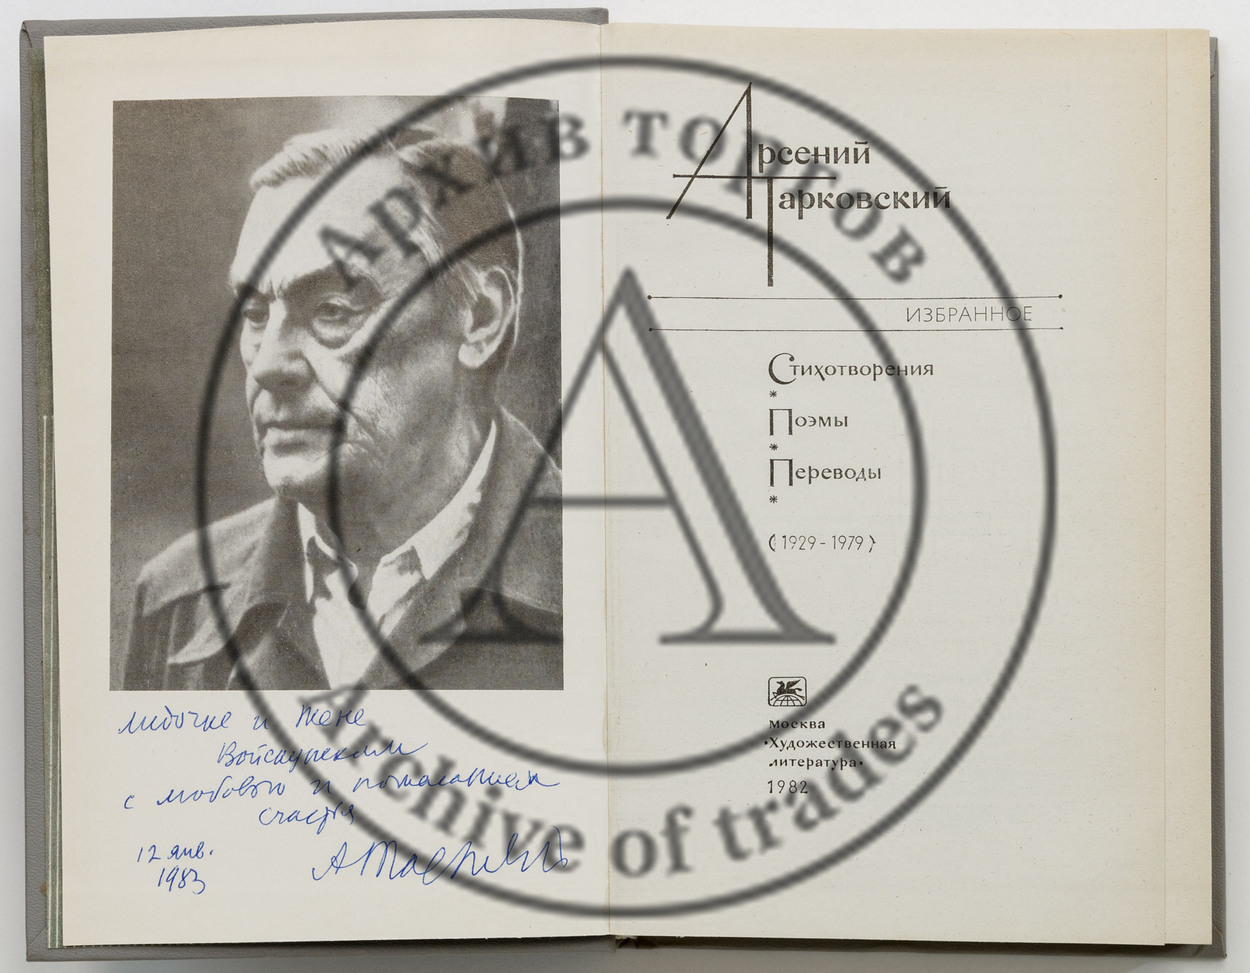 Лидочке и Жене
Войскунским
с любовью и пожеланием
счастья
12 янв.
1983
АТарковский
Арсений
Тарковский
ИЗБРАННОЕ
Стихотворения
*
Поэмы
*
Переводы
*
(1929-1979)
Москва
«Художественная
литература»
1982
Архив торгов
А
Archive of trades